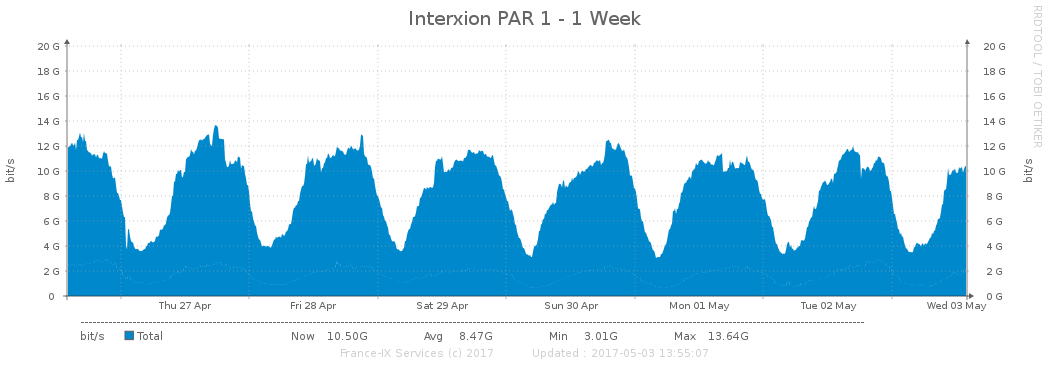 Interxion PAR 1 - 1 Week
RRDTOOL / TOBI OETIKER
20 G 20 G
18 G 18 G
16 G 16 G
14 G 14 G
12 G 12 G
10 G 10 G
8 G 8 G
6 G 6 G
4 G 4 G
2 G 2 G
0 0 G
bit/s
bit/s
Thu 27 Apr Fri 28 Apr Sat 29 Apr Sun 30 Apr Mon 01 May Tue 02 May Wed 03 May
bit/s Total Now 10.50G Avg 8.47G Min 3.01G Max 13.64G
France-IX Services (c) 2017 Updated : 2017-05-03 13:55:07